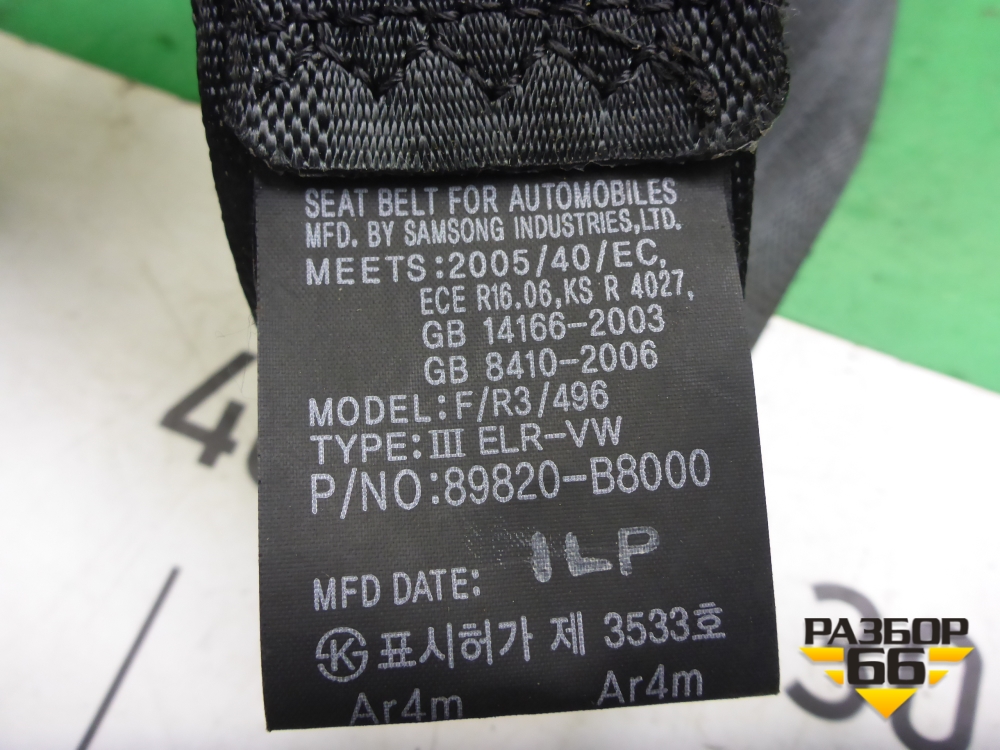 SEAT BELT FOR AUTOMOBILES
MFD. BY SAMSONG INDUSTRIES,LTD.
MEETS:2005/40/EC,
ECE R16.06,KS R 4027,
GB 14166-2003
GB 8410-2006
MODEL:F/R3/496
TYPE:III ELR-VW
P/NO:89820-B8000
1LP
MFD DATE:
K 표시허가 제 3533호
Ar4m Ar4m
РАЗБОР
66